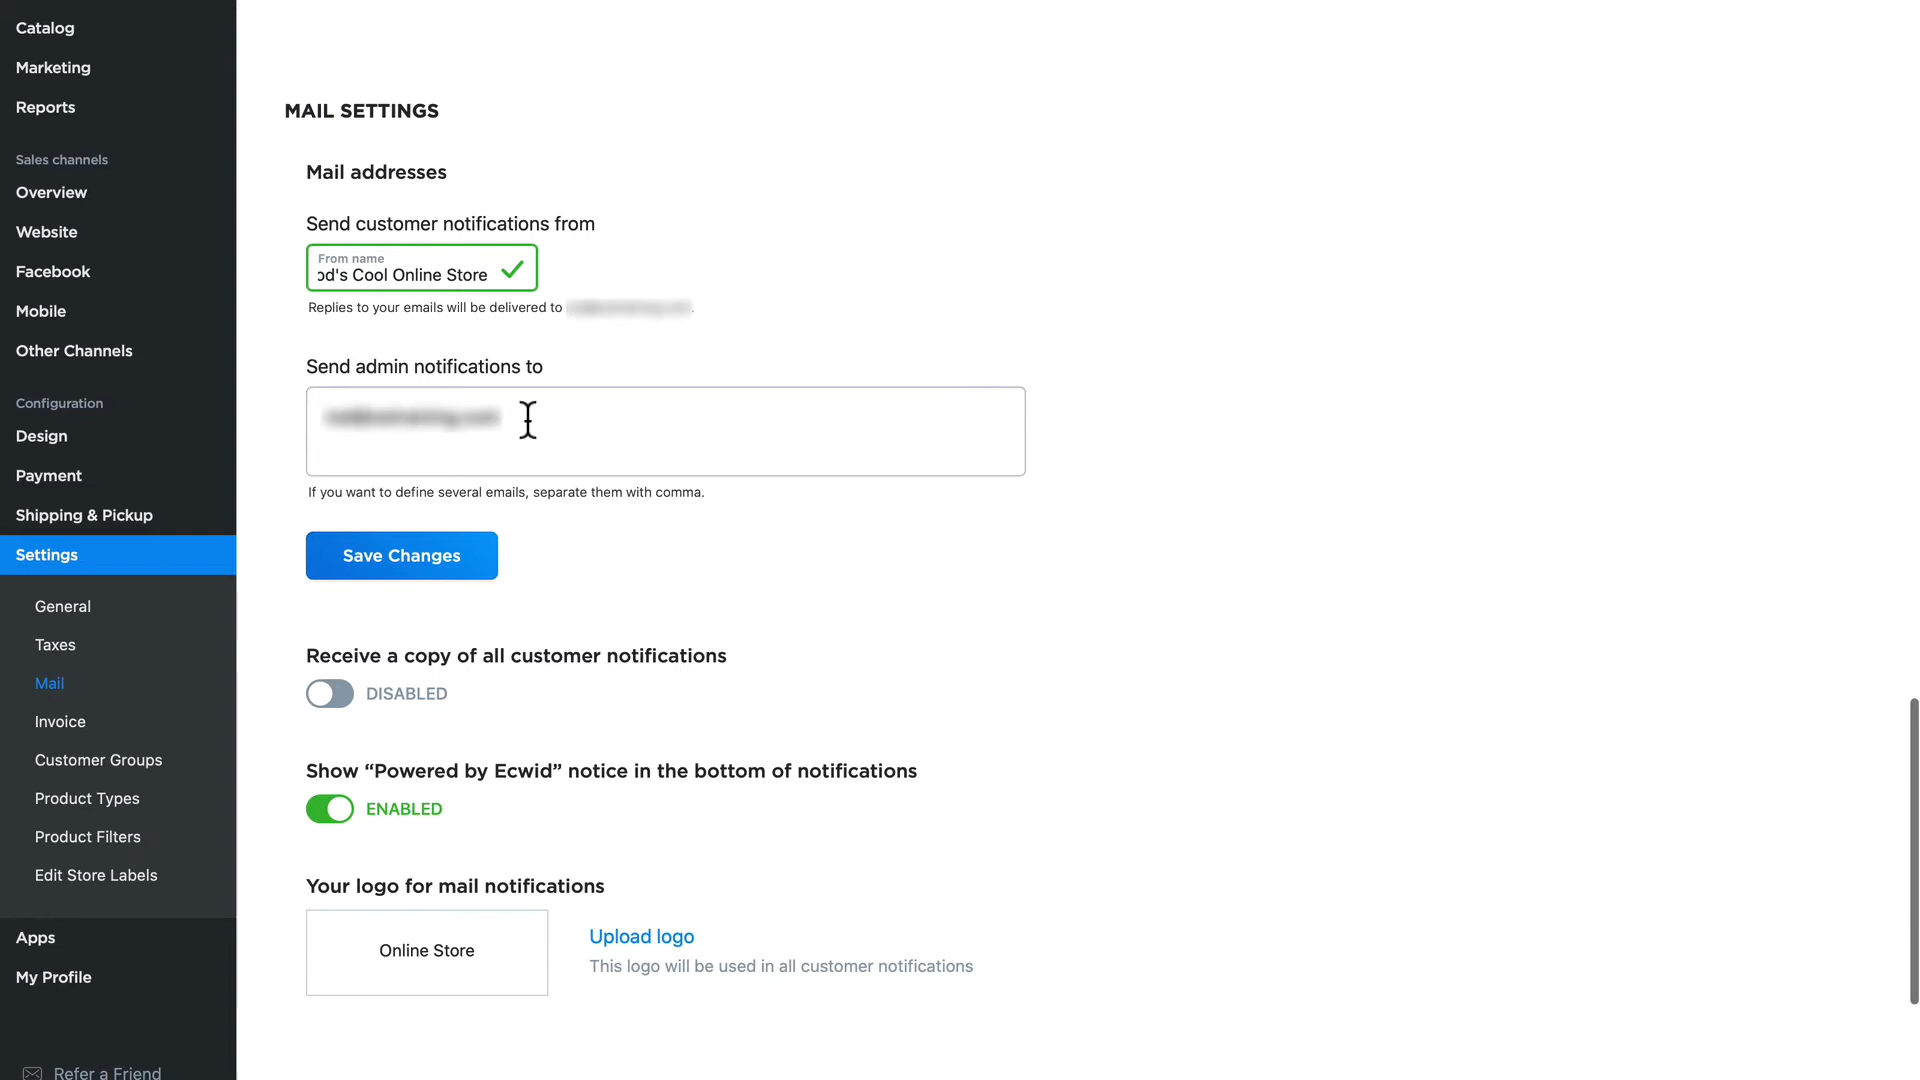 Catalog
Marketing
Reports
Sales channels
Overview
Website
Facebook
Mobile
Other Channels
Configuration
Design
Payment
Shipping & Pickup
Settings
General
Taxes
Mail
Invoice
Customer Groups
Product Types
Product Filters
Edit Store Labels
Apps
My Profile
Refer a Friend
MAIL SETTINGS
Mail addresses
Send customer notifications from
From name
od's Cool Online Store
Replies to your emails will be delivered to
Send admin notifications to
If you want to define several emails, separate them with comma.
Save Changes
Receive a copy of all customer notifications
DISABLED
Show “Powered by Ecwid” notice in the bottom of notifications
ENABLED
Your logo for mail notifications
Online Store
Upload logo
This logo will be used in all customer notifications